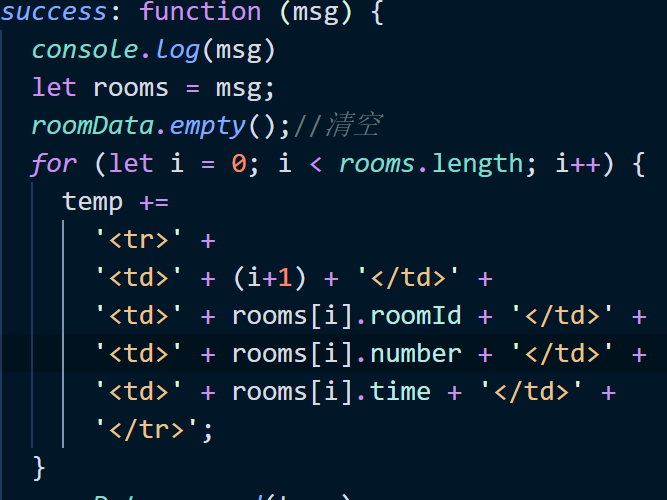 success: function (msg) {
console.log(msg)
let rooms = msg;
roomData.empty();//清空
for (let i = 0; i < rooms.length; i++) {
temp +=
'<tr>' +
'<td>' + (i+1) + '</td>' +
'<td>' + rooms[i].roomId + '</td>' +
'<td>' + rooms[i].number + '</td>' +
'<td>' + rooms[i].time + '</td>' +
'</tr>';
}